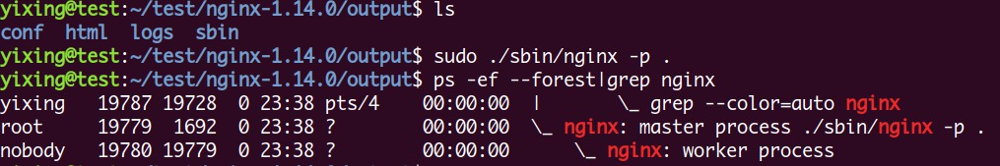 yixing@test:~/test/nginx-1.14.0/output$ ls
conf  html  logs  sbin
yixing@test:~/test/nginx-1.14.0/output$ sudo ./sbin/nginx -p .
yixing@test:~/test/nginx-1.14.0/output$ ps -ef --forest|grep nginx
yixing   19787 19728  0 23:38 pts/4    00:00:00  |       \_ grep --color=auto nginx
root     19779  1692  0 23:38 ?        00:00:00  \_ nginx: master process ./sbin/nginx -p .
nobody   19780 19779  0 23:38 ?        00:00:00      \_ nginx: worker process